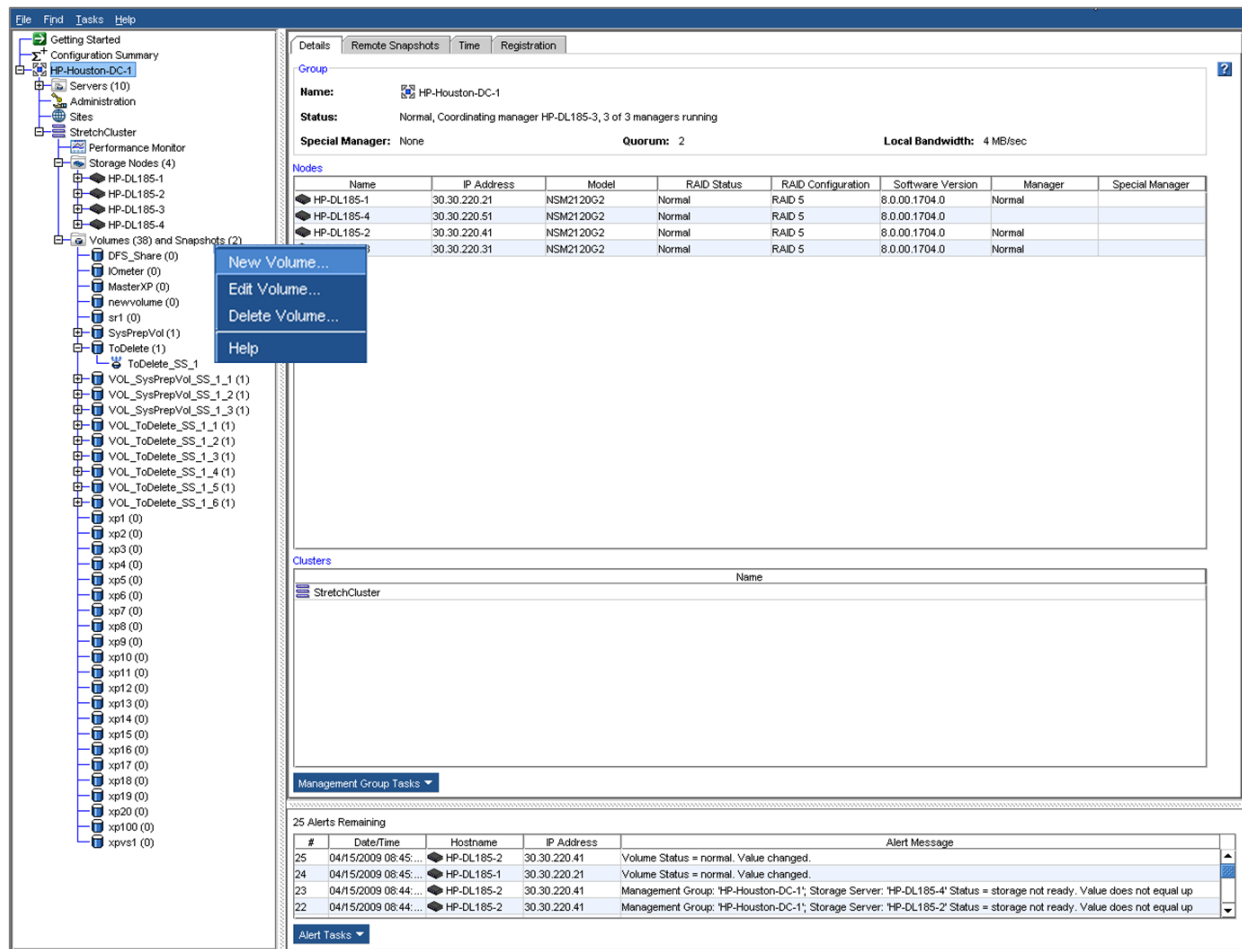 File Find Tasks Help
Getting Started
Configuration Summary
HP-Houston-DC-1
Servers (10)
Administration
Sites
StretchCluster
Performance Monitor
Storage Nodes (4)
HP-DL185-1
HP-DL185-2
HP-DL185-3
HP-DL185-4
Volumes (38) and Snapshots (2)
DFS_Share (0)
IOmeter (0)
MasterXP (0)
newvolume (0)
sr1 (0)
SysPrepVol (1)
ToDelete (1)
ToDelete_SS_1
VOL_SysPrepVol_SS_1_1 (1)
VOL_SysPrepVol_SS_1_2 (1)
VOL_SysPrepVol_SS_1_3 (1)
VOL_ToDelete_SS_1_1 (1)
VOL_ToDelete_SS_1_2 (1)
VOL_ToDelete_SS_1_3 (1)
VOL_ToDelete_SS_1_4 (1)
VOL_ToDelete_SS_1_5 (1)
VOL_ToDelete_SS_1_6 (1)
xp1 (0)
xp2 (0)
xp3 (0)
xp4 (0)
xp5 (0)
xp6 (0)
xp7 (0)
xp8 (0)
xp9 (0)
xp10 (0)
xp11 (0)
xp12 (0)
xp13 (0)
xp14 (0)
xp15 (0)
xp16 (0)
xp17 (0)
xp18 (0)
xp19 (0)
xp20 (0)
xp100 (0)
xpvs1 (0)
New Volume...
Edit Volume...
Delete Volume...
Help
Details Remote Snapshots Time Registration
Group
?
Name: HP-Houston-DC-1
Status: Normal, Coordinating manager HP-DL185-3, 3 of 3 managers running
Special Manager: None Quorum: 2 Local Bandwidth: 4 MB/sec
Nodes
Name IP Address Model RAID Status RAID Configuration Software Version Manager Special Manager
HP-DL185-1 30.30.220.21 NSM2120G2 Normal RAID 5 8.0.00.1704.0 Normal
HP-DL185-4 30.30.220.51 NSM2120G2 Normal RAID 5 8.0.00.1704.0
HP-DL185-2 30.30.220.41 NSM2120G2 Normal RAID 5 8.0.00.1704.0 Normal
3 30.30.220.31 NSM2120G2 Normal RAID 5 8.0.00.1704.0 Normal
Clusters
Name
StretchCluster
Management Group Tasks
25 Alerts Remaining
# Date/Time Hostname IP Address Alert Message
25 04/15/2009 08:45:... HP-DL185-2 30.30.220.41 Volume Status = normal. Value changed.
24 04/15/2009 08:45:... HP-DL185-1 30.30.220.21 Volume Status = normal. Value changed.
23 04/15/2009 08:44:... HP-DL185-2 30.30.220.41 Management Group: 'HP-Houston-DC-1'; Storage Server: 'HP-DL185-4' Status = storage not ready. Value does not equal up
22 04/15/2009 08:44:... HP-DL185-2 30.30.220.41 Management Group: 'HP-Houston-DC-1'; Storage Server: 'HP-DL185-2' Status = storage not ready. Value does not equal up
Alert Tasks